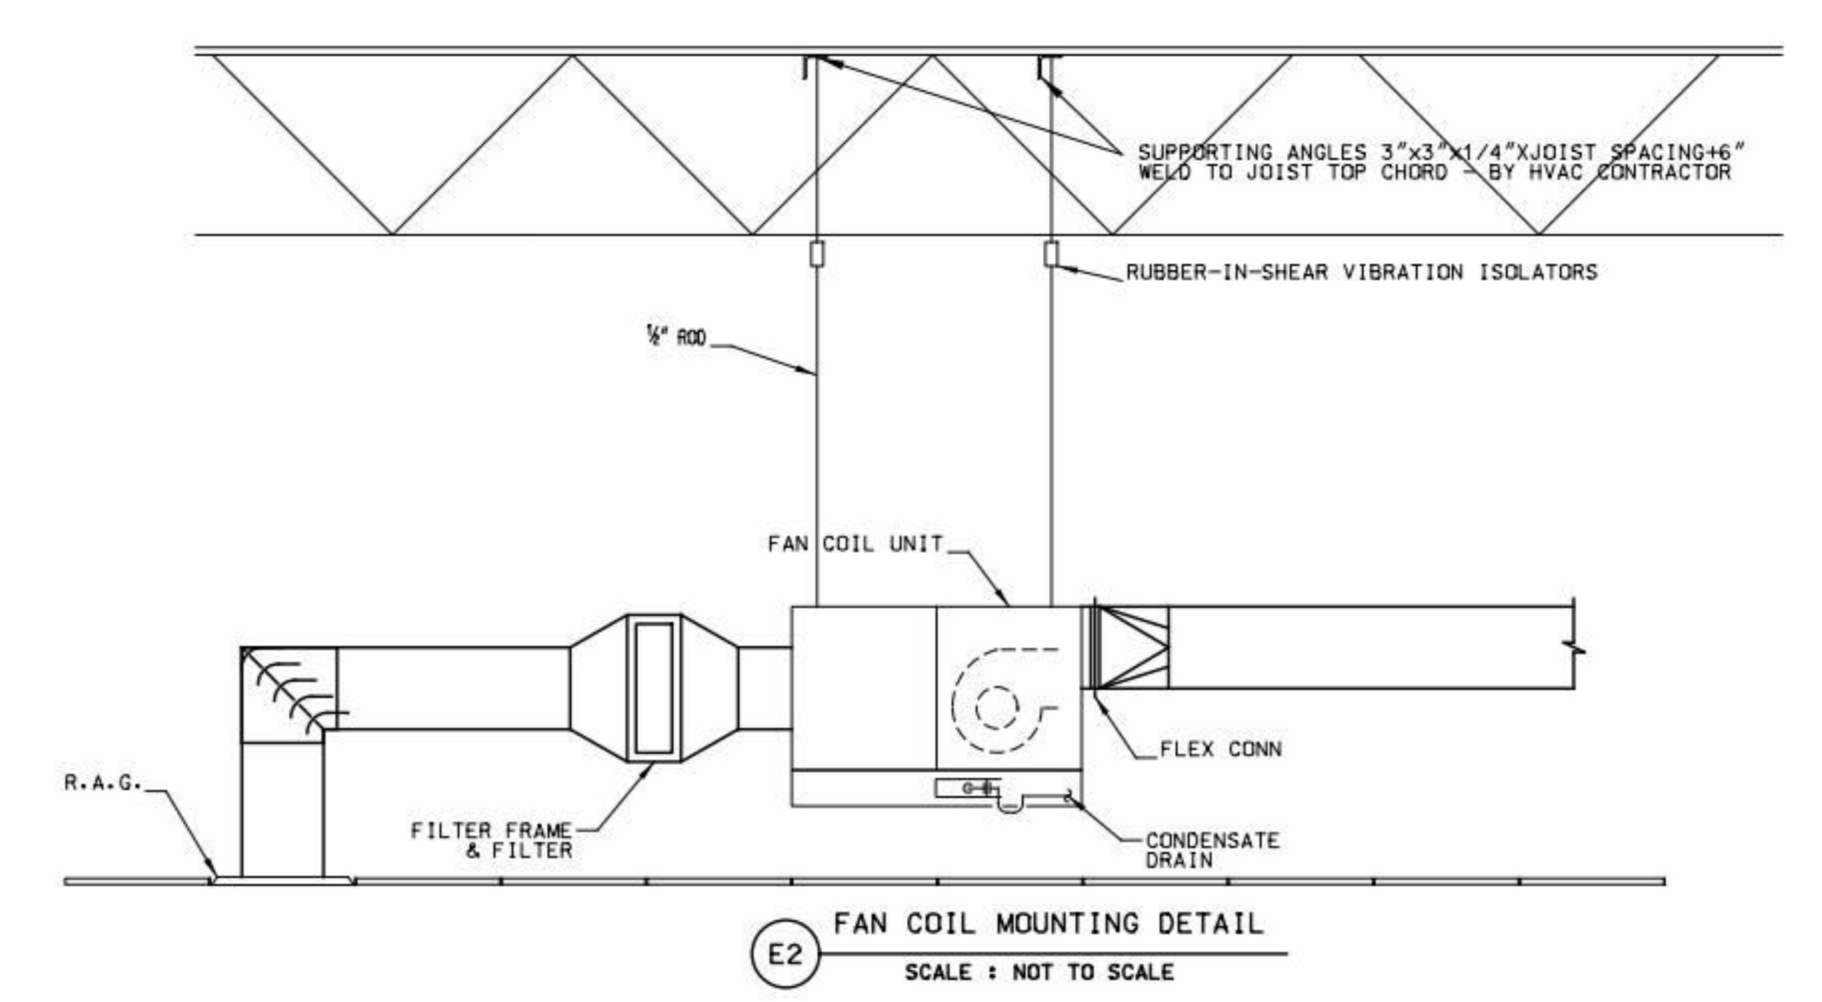 SUPPORTING ANGLES 3"x3"x1/4"XJOIST SPACING+6"
WELD TO JOIST TOP CHORD - BY HVAC CONTRACTOR
RUBBER-IN-SHEAR VIBRATION ISOLATORS
½" ROD
FAN COIL UNIT
FLEX CONN
R.A.G.
FILTER FRAME
& FILTER
CONDENSATE
DRAIN
E2
FAN COIL MOUNTING DETAIL
SCALE : NOT TO SCALE